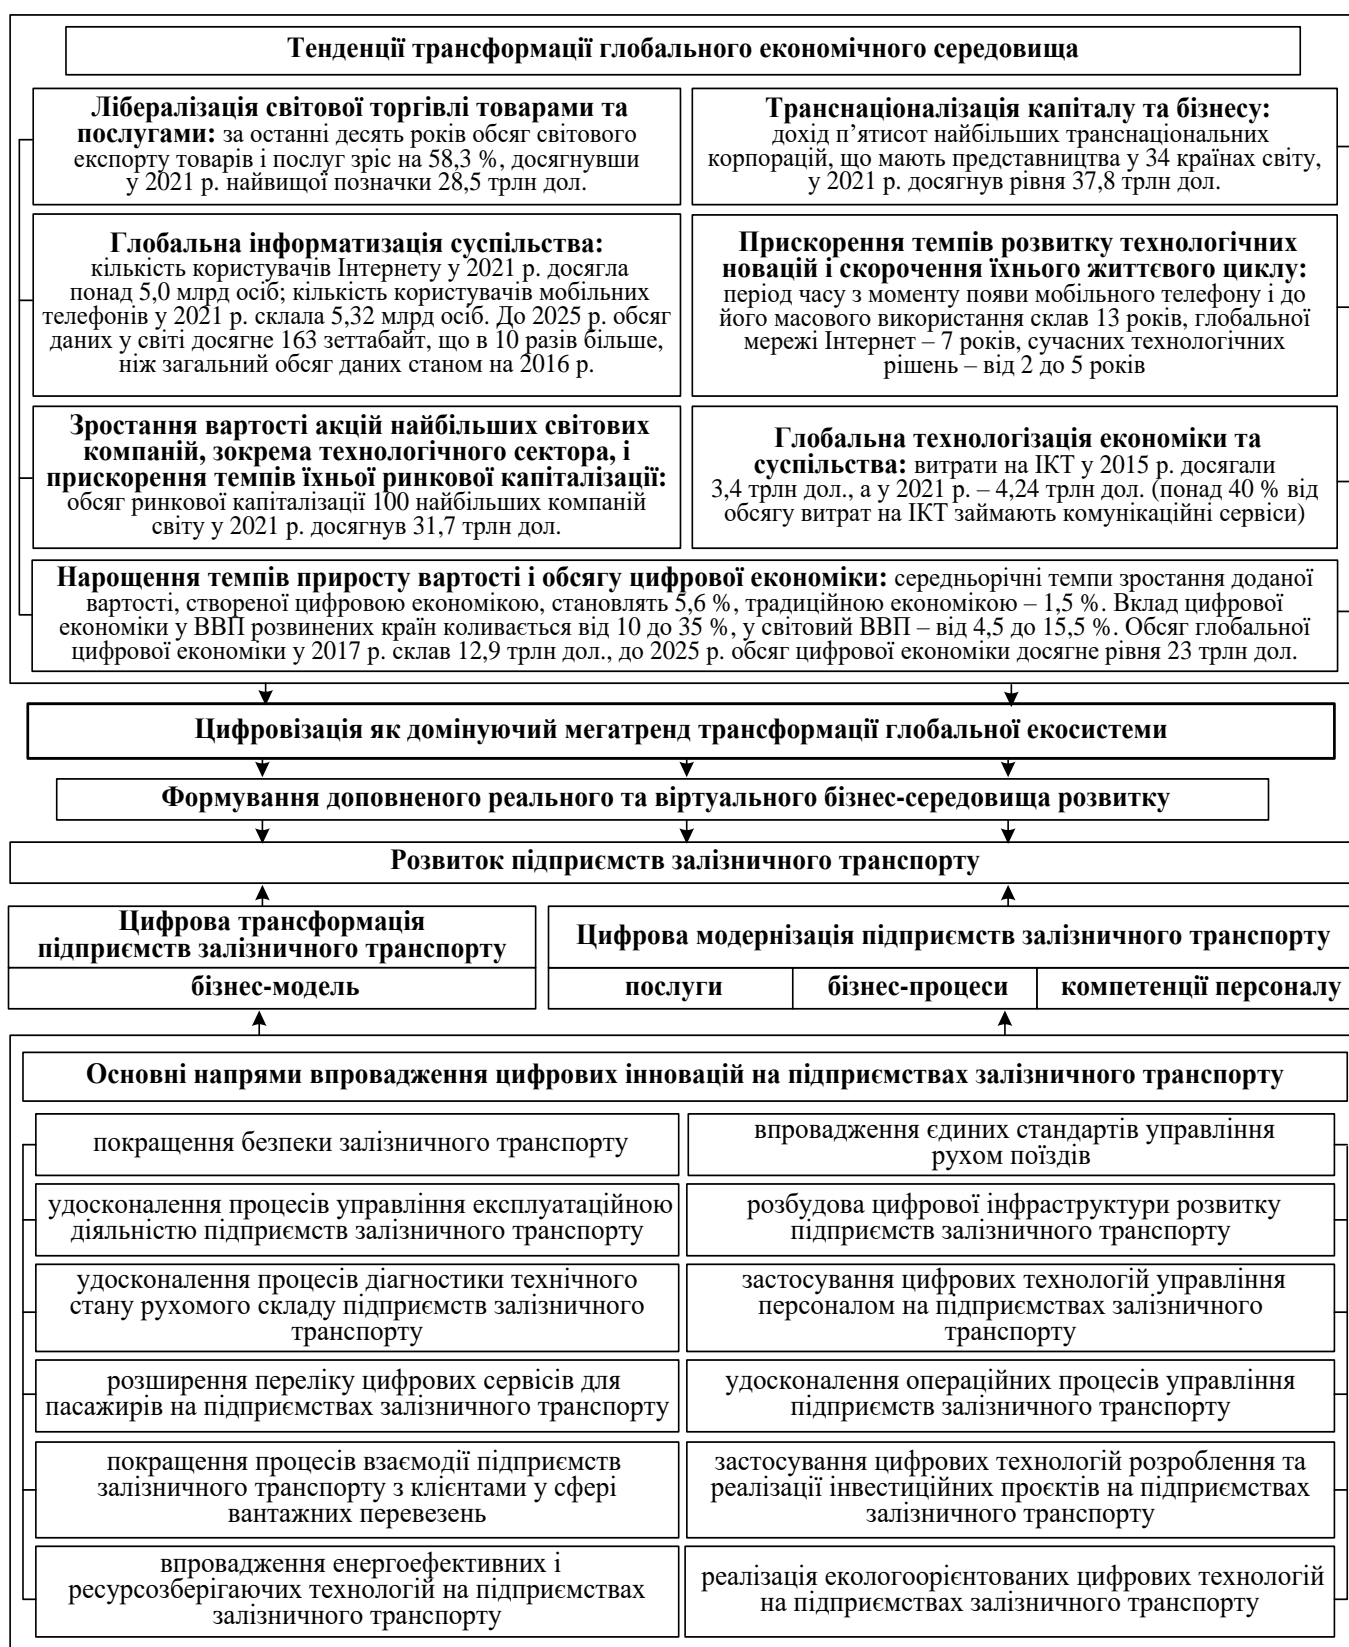 Тенденції трансформації глобального економічного середовища
Лібералізація світової торгівлі товарами та
послугами: за останні десять років обсяг світового
експорту товарів і послуг зріс на 58,3 %, досягнувши
у 2021 р. найвищої позначки 28,5 трлн дол.
Транснаціоналізація капіталу та бізнесу:
дохід п’ятисот найбільших транснаціональних
корпорацій, що мають представництва у 34 країнах світу,
у 2021 р. досягнув рівня 37,8 трлн дол.
Глобальна інформатизація суспільства:
кількість користувачів Інтернету у 2021 р. досягла
понад 5,0 млрд осіб; кількість користувачів мобільних
телефонів у 2021 р. склала 5,32 млрд осіб. До 2025 р. обсяг
даних у світі досягне 163 зеттабайт, що в 10 разів більше,
ніж загальний обсяг даних станом на 2016 р.
Прискорення темпів розвитку технологічних
новацій і скорочення їхнього життєвого циклу:
період часу з моменту появи мобільного телефону і до
його масового використання склав 13 років, глобальної
мережі Інтернет – 7 років, сучасних технологічних
рішень – від 2 до 5 років
Зростання вартості акцій найбільших світових
компаній, зокрема технологічного сектора, і
прискорення темпів їхньої ринкової капіталізації:
обсяг ринкової капіталізації 100 найбільших компаній
світу у 2021 р. досягнув 31,7 трлн дол.
Глобальна технологізація економіки та
суспільства: витрати на ІКТ у 2015 р. досягали
3,4 трлн дол., а у 2021 р. – 4,24 трлн дол. (понад 40 % від
обсягу витрат на ІКТ займають комунікаційні сервіси)
Нарощення темпів приросту вартості і обсягу цифрової економіки: середньорічні темпи зростання доданої
вартості, створеної цифровою економікою, становлять 5,6 %, традиційною економікою – 1,5 %. Вклад цифрової
економіки у ВВП розвинених країн коливається від 10 до 35 %, у світовий ВВП – від 4,5 до 15,5 %. Обсяг глобальної
цифрової економіки у 2017 р. склав 12,9 трлн дол., до 2025 р. обсяг цифрової економіки досягне рівня 23 трлн дол.
Цифровізація як домінуючий мегатренд трансформації глобальної екосистеми
Формування доповненого реального та віртуального бізнес-середовища розвитку
Розвиток підприємств залізничного транспорту
Цифрова трансформація
підприємств залізничного транспорту
бізнес-модель
Цифрова модернізація підприємств залізничного транспорту
послуги
бізнес-процеси
компетенції персоналу
Основні напрями впровадження цифрових інновацій на підприємствах залізничного транспорту
покращення безпеки залізничного транспорту
впровадження єдиних стандартів управління
рухом поїздів
удосконалення процесів управління експлуатаційною
діяльністю підприємств залізничного транспорту
розбудова цифрової інфраструктури розвитку
підприємств залізничного транспорту
удосконалення процесів діагностики технічного
стану рухомого складу підприємств залізничного
транспорту
застосування цифрових технологій управління
персоналом на підприємствах залізничного
транспорту
розширення переліку цифрових сервісів для
пасажирів на підприємствах залізничного транспорту
удосконалення операційних процесів управління
підприємств залізничного транспорту
покращення процесів взаємодії підприємств
залізничного транспорту з клієнтами у сфері
вантажних перевезень
застосування цифрових технологій розроблення та
реалізації інвестиційних проєктів на підприємствах
залізничного транспорту
впровадження енергоефективних і
ресурсозберігаючих технологій на підприємствах
залізничного транспорту
реалізація екологоорієнтованих цифрових технологій
на підприємствах залізничного транспорту